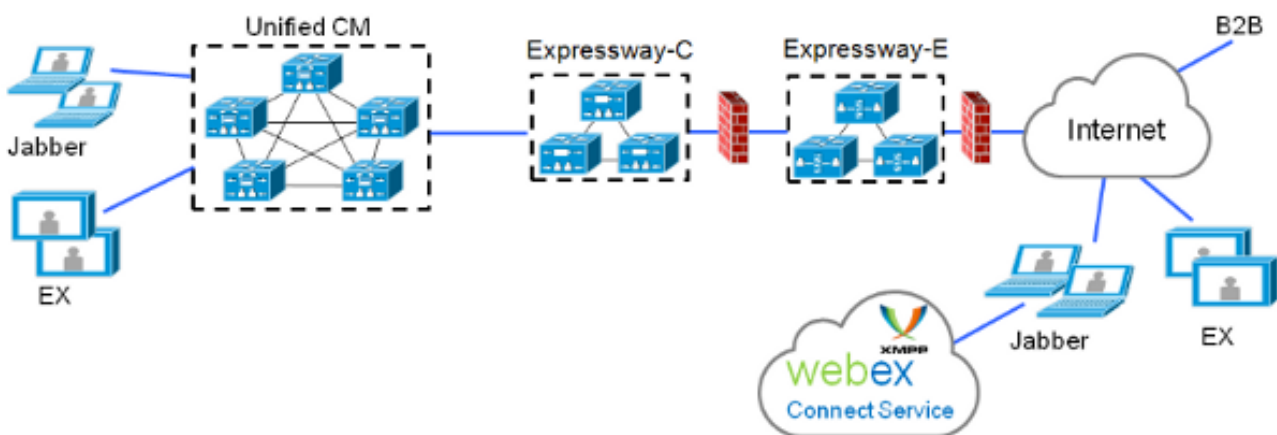 Unified CM
Expressway-C
Expressway-E
B2B
Internet
Jabber
EX
Jabber
EX
XMPP
webex
Connect Service